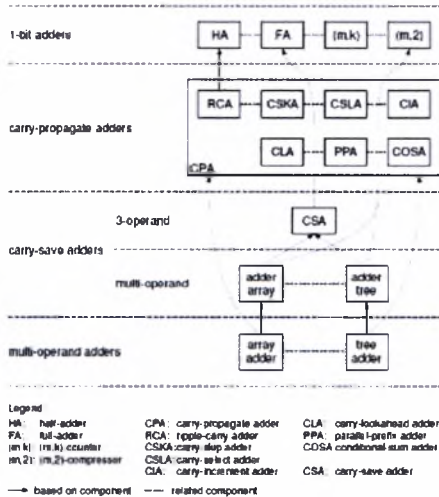 1-bit adders HA FA (m,k) (m,2)
RCA CSKA CSLA CIA
carry-propagate adders
CLA PPA COSA
CPA
3-operand CSA
carry-save adders
multi-operand adder array adder tree
multi-operand adders array adder tree adder
Legend
HA: half-adder CPA: carry-propagate adder CLA: carry-lookahead adder
FA: full-adder RCA: ripple-carry adder PPA: parallel-prefix adder
(m,k): (m,k)-counter CSKA: carry-skip adder COSA: conditional-sum adder
(m,2): (m,2)-compressor CSLA: carry-select adder
CIA: carry-increment adder CSA: carry-save adder
based on component related component